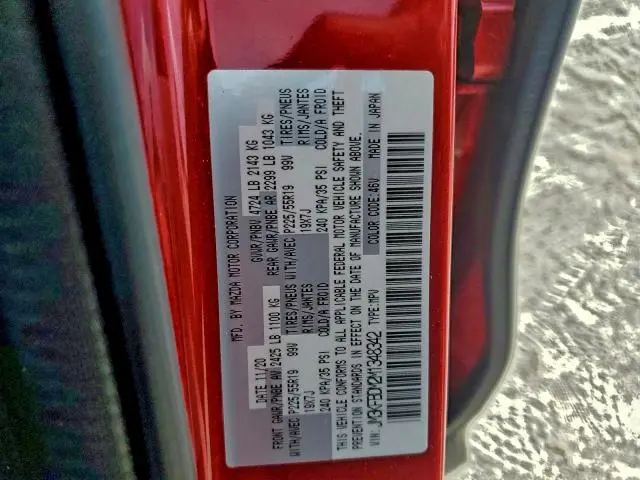 MFD. BY MAZDA MOTOR CORPORATION
DATE 11/20 GVWR/PNBV 4724 LB 2143 KG
FRONT GAWR/PNBE AV 2425 LB 1100 KG REAR GAWR/PNBE AR 2299 LB 1043 KG
WITH/AVEC P225/55R19 99V TIRES/PNEUS WITH/AVEC P225/55R19 99V TIRES/PNEUS
19X7J RIMS/JANTES 19X7J RIMS/JANTES
240 KPA/35 PSI COLD/A FROID 240 KPA/35 PSI COLD/A FROID
THIS VEHICLE CONFORMS TO ALL APPLICABLE FEDERAL MOTOR VEHICLE SAFETY AND THEFT
PREVENTION STANDARDS IN EFFECT ON THE DATE OF MANUFACTURE SHOWN ABOVE.
VIN: TYPE:MPV COLOR CODE:46V MADE IN JAPAN